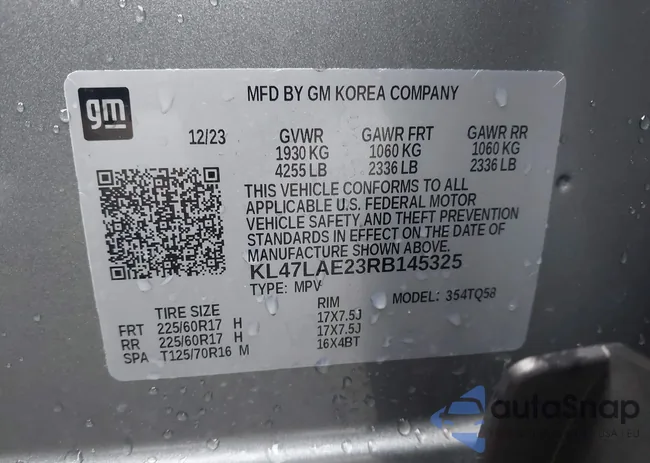 gm
MFD BY GM KOREA COMPANY
12/23 GVWR GAWR FRT GAWR RR
1930 KG 1060 KG 1060 KG
4255 LB 2336 LB 2336 LB
THIS VEHICLE CONFORMS TO ALL
APPLICABLE U.S. FEDERAL MOTOR
VEHICLE SAFETY AND THEFT PREVENTION
STANDARDS IN EFFECT ON THE DATE OF
MANUFACTURE SHOWN ABOVE.
KL47LAE23RB145325
TYPE: MPV MODEL: 354TQ58
TIRE SIZE RIM
FRT 225/60R17 H 17X7.5J
RR 225/60R17 H 17X7.5J
SPA T125/70R16 M 16X4BT
autoSnap